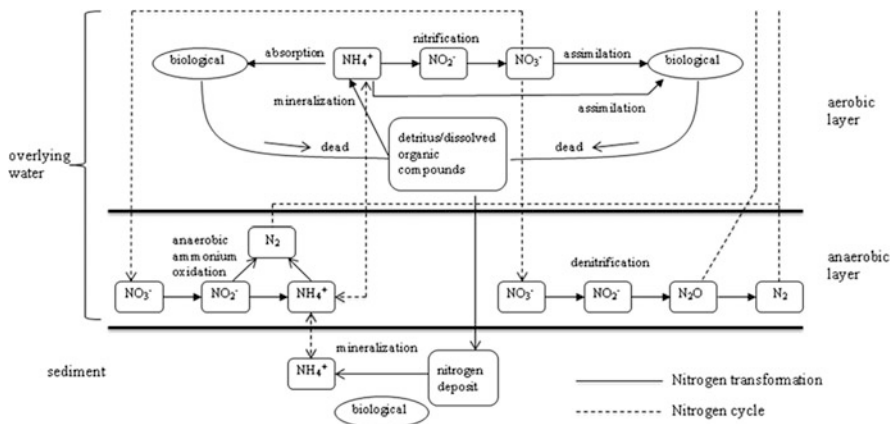 biological
absorption
NH₄⁺
nitrification
NO₂⁻
NO₃⁻
assimilation
biological
mineralization
assimilation
aerobic
layer
overlying
water
dead
detritus/dissolved
organic
compounds
dead
anaerobic
ammonium
oxidation
N₂
denitrification
anaerobic
layer
NO₃⁻
NO₂⁻
NH₄⁺
NO₃⁻
NO₂⁻
N₂O
N₂
sediment
NH₄⁺
mineralization
nitrogen
deposit
biological
Nitrogen transformation
Nitrogen cycle